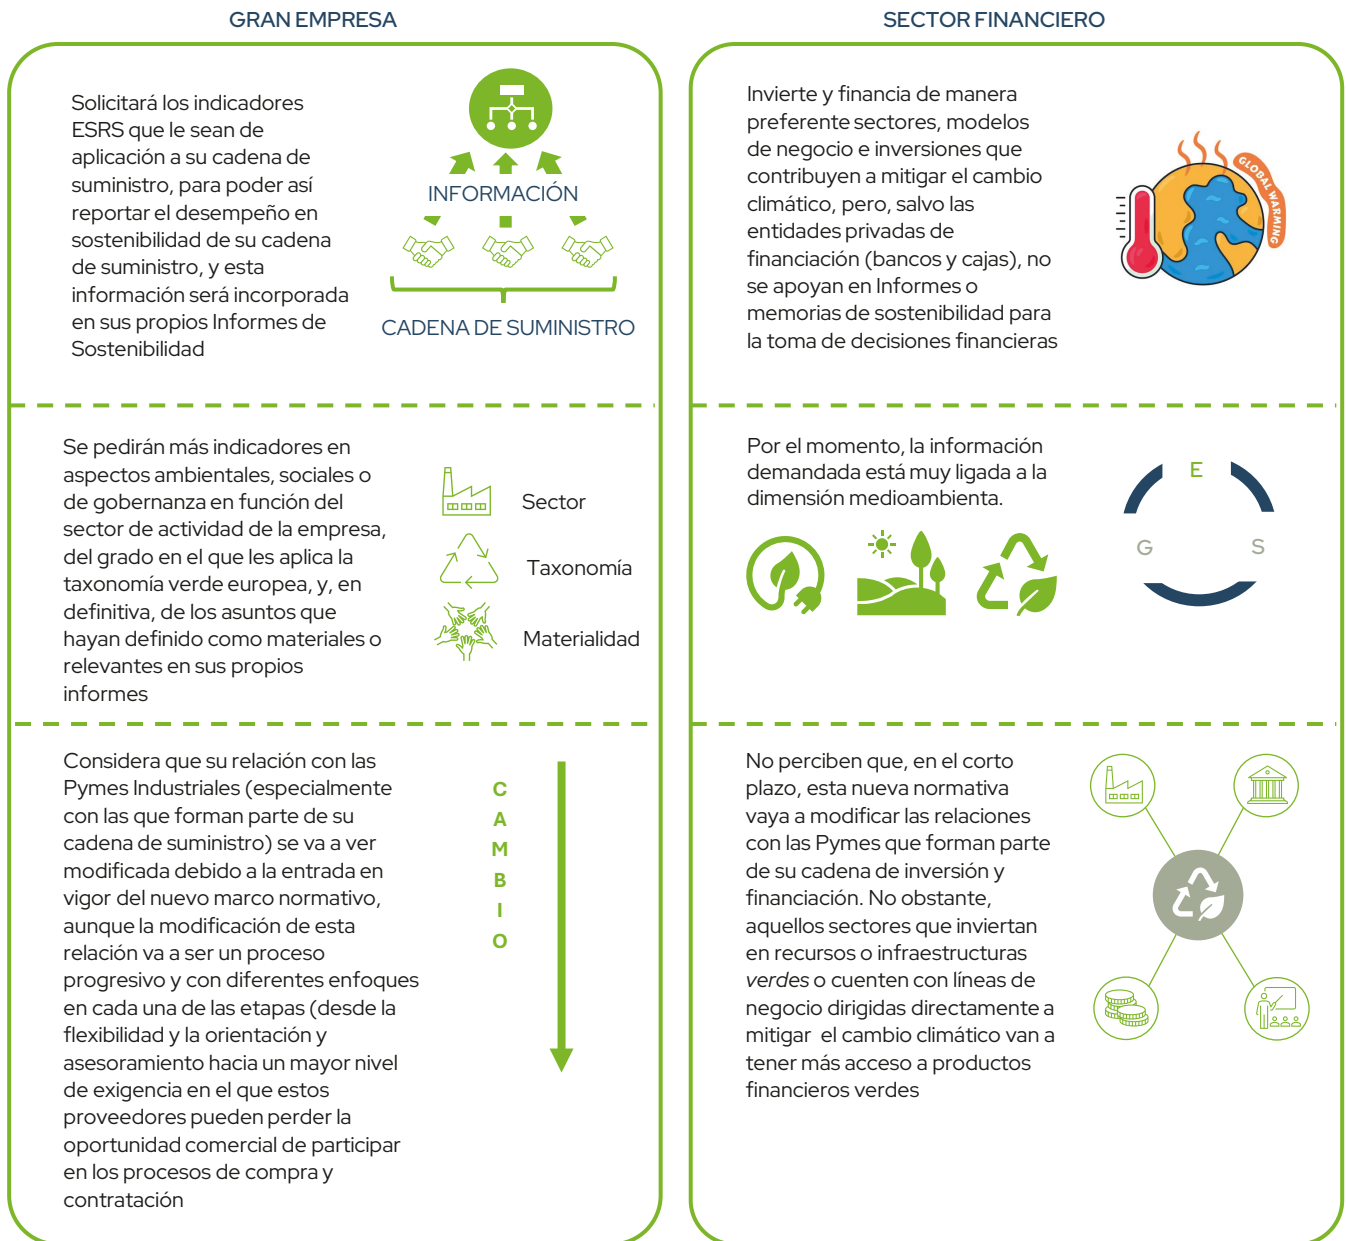 GRAN EMPRESA
Solicitará los indicadores
ESRS que le sean de
aplicación a su cadena de
suministro, para poder así
reportar el desempeño en
sostenibilidad de su cadena
de suministro, y esta
información será incorporada
en sus propios Informes de
Sostenibilidad
INFORMACIÓN
CADENA DE SUMINISTRO
Se pedirán más indicadores en
aspectos ambientales, sociales o
de gobernanza en función del
sector de actividad de la empresa,
del grado en el que les aplica la
taxonomía verde europea, y, en
definitiva, de los asuntos que
hayan definido como materiales o
relevantes en sus propios
informes
Sector
Taxonomía
Materialidad
Considera que su relación con las
Pymes Industriales (especialmente
con las que forman parte de su
cadena de suministro) se va a ver
modificada debido a la entrada en
vigor del nuevo marco normativo,
aunque la modificación de esta
relación va a ser un proceso
progresivo y con diferentes enfoques
en cada una de las etapas (desde la
flexibilidad y la orientación y
asesoramiento hacia un mayor nivel
de exigencia en el que estos
proveedores pueden perder la
oportunidad comercial de participar
en los procesos de compra y
contratación
C
A
M
B
I
O
SECTOR FINANCIERO
Invierte y financia de manera
preferente sectores, modelos
de negocio e inversiones que
contribuyen a mitigar el cambio
climático, pero, salvo las
entidades privadas de
financiación (bancos y cajas), no
se apoyan en Informes o
memorias de sostenibilidad para
la toma de decisiones financieras
GLOBAL WARMING
Por el momento, la información
demandada está muy ligada a la
dimensión medioambienta.
E
G S
No perciben que, en el corto
plazo, esta nueva normativa
vaya a modificar las relaciones
con las Pymes que forman parte
de su cadena de inversión y
financiación. No obstante,
aquellos sectores que inviertan
en recursos o infraestructuras
verdes o cuenten con líneas de
negocio dirigidas directamente a
mitigar el cambio climático van a
tener más acceso a productos
financieros verdes